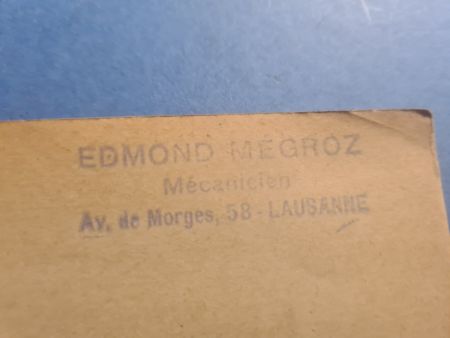 EDMOND MÉGROZ
Mécanicien
Av. de Morges, 58 - LAUSANNE